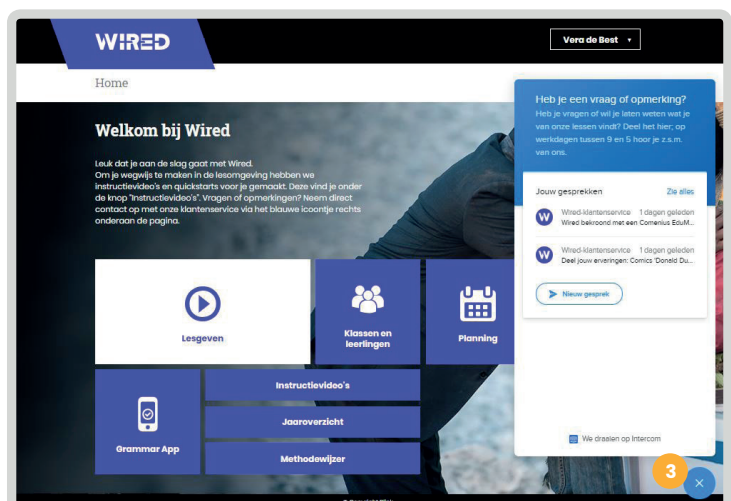 WIRED
Vera de Best
Home
Welkom bij Wired
Leuk dat je aan de slag gaat met Wired.
Om je wegwijs te maken in de lesomgeving hebben we
instructievideo's en quickstarts voor je gemaakt. Deze vind je onder
de knop "Instructievideo's". Vragen of opmerkingen? Neem direct
contact op met onze klantenservice via het blauwe icoontje rechts
onderaan de pagina.
Lesgeven
Klassen en
leerlingen
Planning
Grammar App
Instructievideo's
Jaaroverzicht
Methodewijzer
Heb je een vraag of opmerking?
Heb je vragen of wil je laten weten wat je
van onze lessen vindt? Deel het hier; op
werkdagen tussen 9 en 5 hoor je z.s.m.
van ons.
Jouw gesprekken Zie alles
W Wired-klantenservice 1 dagen geleden
Wired bekroond met een Comenius EduM...
W Wired-klantenservice 1 dagen geleden
Deel jouw ervaringen: Comics 'Donald Du...
Nieuw gesprek
We draaien op Intercom
3